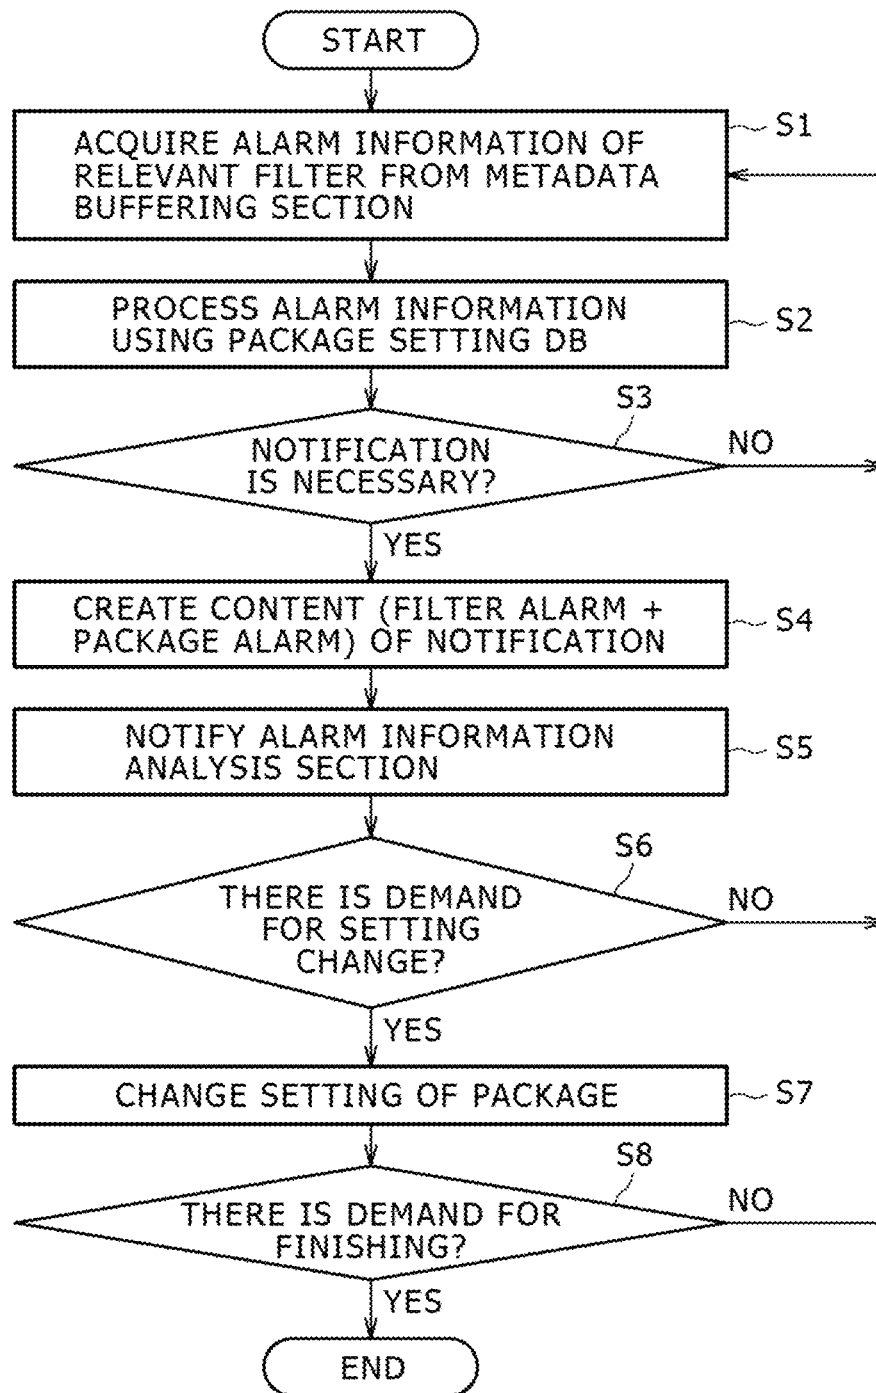 START
ACQUIRE ALARM INFORMATION OF
RELEVANT FILTER FROM METADATA
BUFFERING SECTION
S1
PROCESS ALARM INFORMATION
USING PACKAGE SETTING DB
S2
S3
NOTIFICATION
IS NECESSARY?
NO
YES
CREATE CONTENT (FILTER ALARM +
PACKAGE ALARM) OF NOTIFICATION
S4
NOTIFY ALARM INFORMATION
ANALYSIS SECTION
S5
S6
THERE IS DEMAND
FOR SETTING
CHANGE?
NO
YES
CHANGE SETTING OF PACKAGE
S7
S8
THERE IS DEMAND FOR
FINISHING?
NO
YES
END